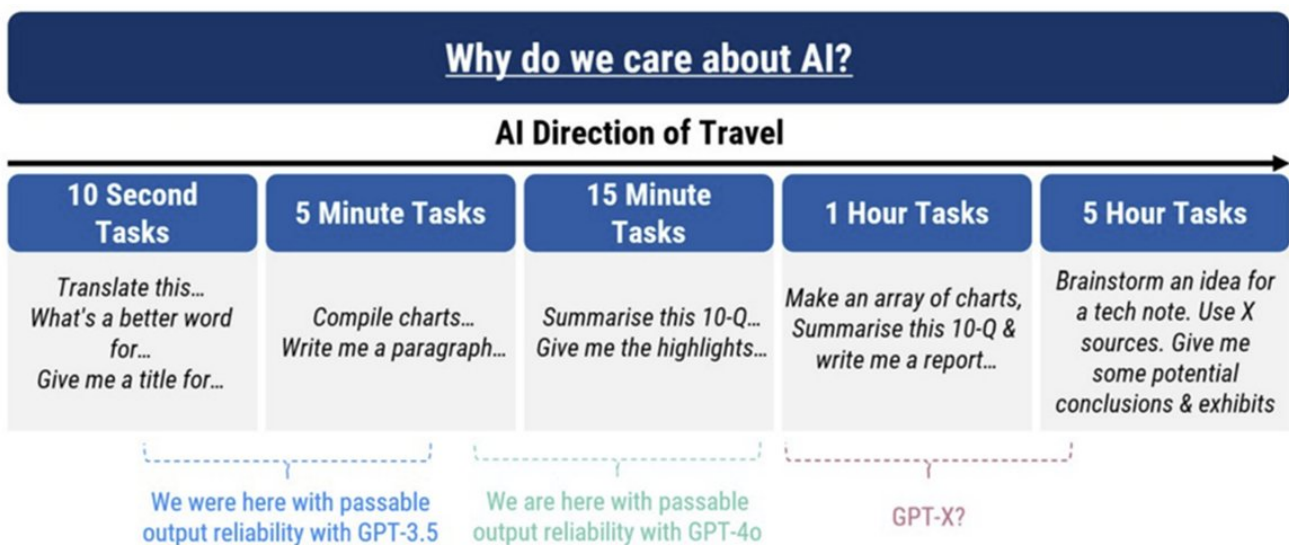 Why do we care about AI?
AI Direction of Travel
10 Second
Tasks
5 Minute Tasks
15 Minute
Tasks
1 Hour Tasks
5 Hour Tasks
Translate this…
What's a better word
for…
Give me a title for…
Compile charts…
Write me a paragraph…
Summarise this 10-Q…
Give me the highlights…
Make an array of charts,
Summarise this 10-Q &
write me a report…
Brainstorm an idea for
a tech note. Use X
sources. Give me
some potential
conclusions & exhibits
We were here with passable
output reliability with GPT-3.5
We are here with passable
output reliability with GPT-4o
GPT-X?